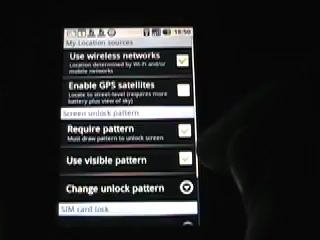 18:50
My Location sources
Use wireless networks
Location determined by Wi-Fi and/or
mobile networks
Enable GPS satellites
Locate to street-level (requires more
battery plus view of sky)
Screen unlock pattern
Require pattern
Must draw pattern to unlock screen
Use visible pattern
Change unlock pattern
SIM card lock